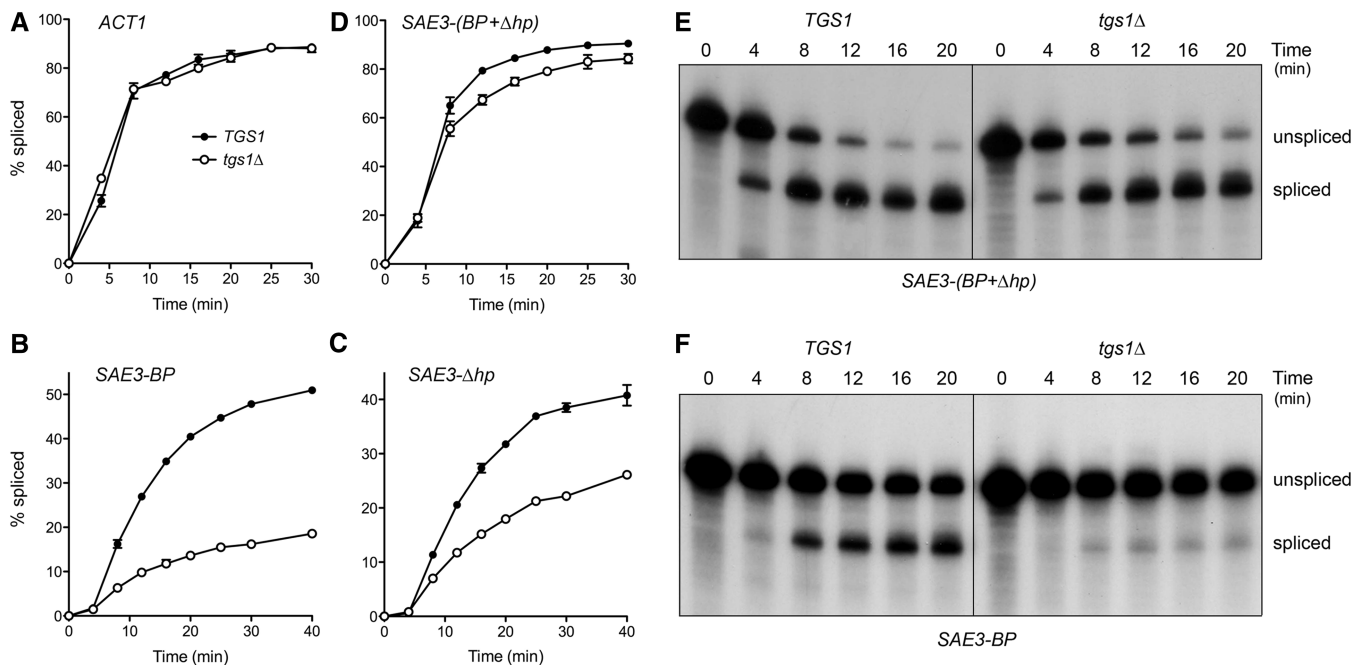 A
ACT1
% spliced
100
80
60
40
20
0
TGS1
tgs1Δ
0 5 10 15 20 25 30
Time (min)
D
SAE3-(BP+Δhp)
100
80
60
40
20
0
0 5 10 15 20 25 30
Time (min)
B
SAE3-BP
% spliced
50
40
30
20
10
0
0 10 20 30 40
Time (min)
C
SAE3-Δhp
40
30
20
10
0
0 10 20 30 40
Time (min)
E
TGS1 tgs1Δ
0 4 8 12 16 20 0 4 8 12 16 20 Time
(min)
unspliced
spliced
SAE3-(BP+Δhp)
F
TGS1 tgs1Δ
0 4 8 12 16 20 0 4 8 12 16 20 Time
(min)
unspliced
spliced
SAE3-BP